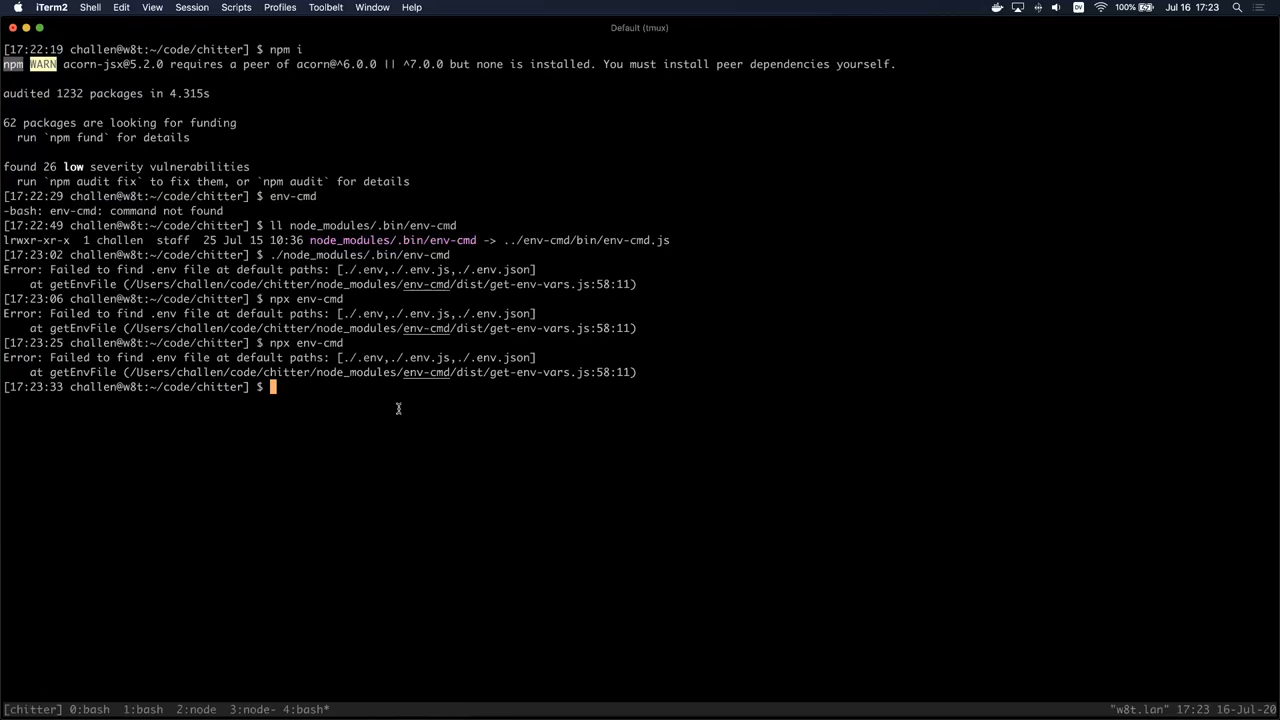 iTerm2 Shell Edit View Session Scripts Profiles Toolbelt Window Help 100% Jul 16 17:23
Default (tmux)
[17:22:19 challen@w8t:~/code/chitter] $ npm i
npm WARN acorn-jsx@5.2.0 requires a peer of acorn@^6.0.0 || ^7.0.0 but none is installed. You must install peer dependencies yourself.
audited 1232 packages in 4.315s
62 packages are looking for funding
  run `npm fund` for details
found 26 low severity vulnerabilities
  run `npm audit fix` to fix them, or `npm audit` for details
[17:22:29 challen@w8t:~/code/chitter] $ env-cmd
-bash: env-cmd: command not found
[17:22:49 challen@w8t:~/code/chitter] $ ll node_modules/.bin/env-cmd
lrwxr-xr-x  1 challen  staff  25 Jul 15 10:36 node_modules/.bin/env-cmd -> ../env-cmd/bin/env-cmd.js
[17:23:02 challen@w8t:~/code/chitter] $ ./node_modules/.bin/env-cmd
Error: Failed to find .env file at default paths: [./.env,./.env.js,./.env.json]
    at getEnvFile (/Users/challen/code/chitter/node_modules/env-cmd/dist/get-env-vars.js:58:11)
[17:23:06 challen@w8t:~/code/chitter] $ npx env-cmd
Error: Failed to find .env file at default paths: [./.env,./.env.js,./.env.json]
    at getEnvFile (/Users/challen/code/chitter/node_modules/env-cmd/dist/get-env-vars.js:58:11)
[17:23:25 challen@w8t:~/code/chitter] $ npx env-cmd
Error: Failed to find .env file at default paths: [./.env,./.env.js,./.env.json]
    at getEnvFile (/Users/challen/code/chitter/node_modules/env-cmd/dist/get-env-vars.js:58:11)
[17:23:33 challen@w8t:~/code/chitter] $
[chitter] 0:bash  1:bash  2:node  3:node- 4:bash* "w8t.lan" 17:23 16-Jul-20